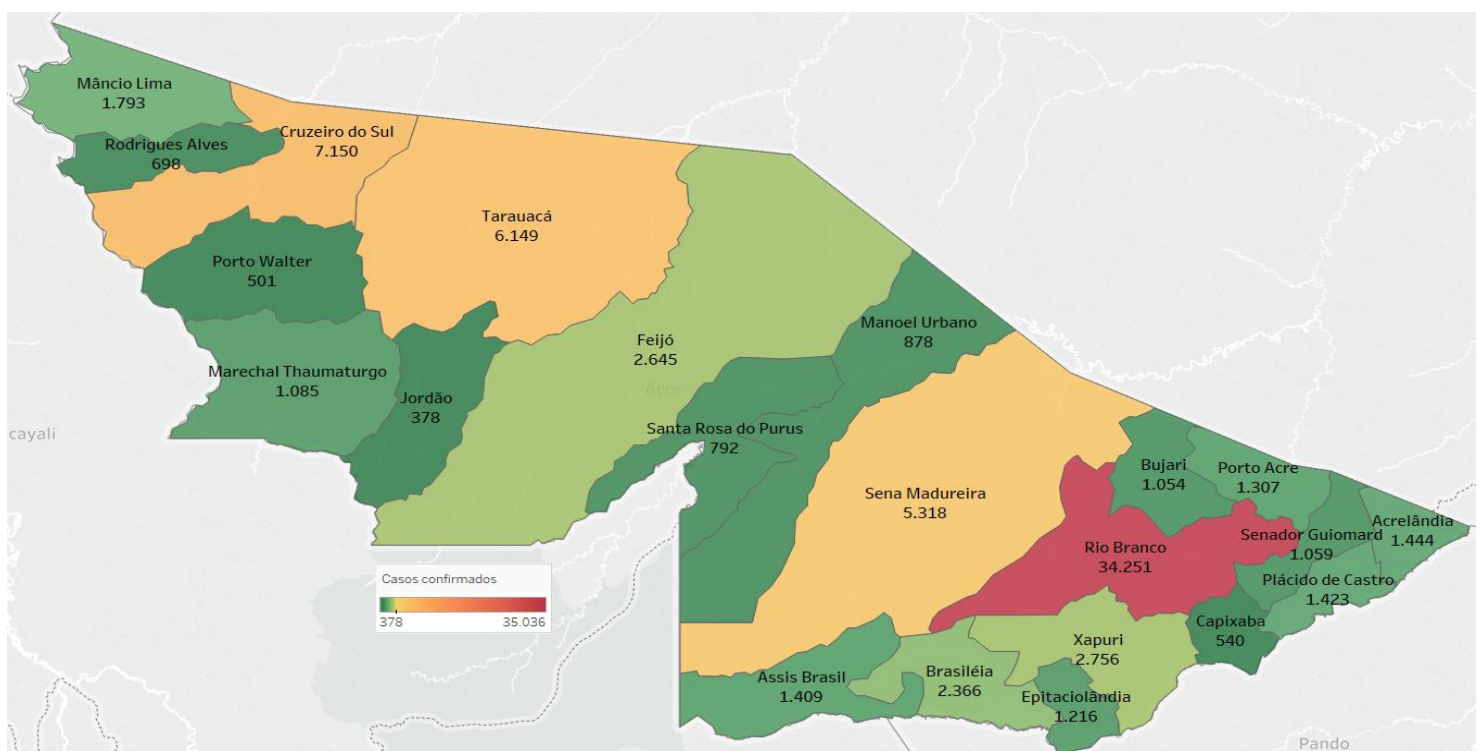 Mâncio Lima
1.793
Rodrigues Alves
698
Cruzeiro do Sul
7.150
Tarauacá
6.149
Porto Walter
501
Marechal Thaumaturgo
1.085
Jordão
378
Feijó
2.645
Acre
Manoel Urbano
878
Santa Rosa do Purus
792
Sena Madureira
5.318
Bujari
1.054
Porto Acre
1.307
Rio Branco
34.251
Senador Guiomard
1.059
Acrelândia
1.444
Plácido de Castro
1.423
Capixaba
540
Xapuri
2.756
Assis Brasil
1.409
Brasiléia
2.366
Epitaciolândia
1.216
cayali
Casos confirmados
378 35.036
Pando